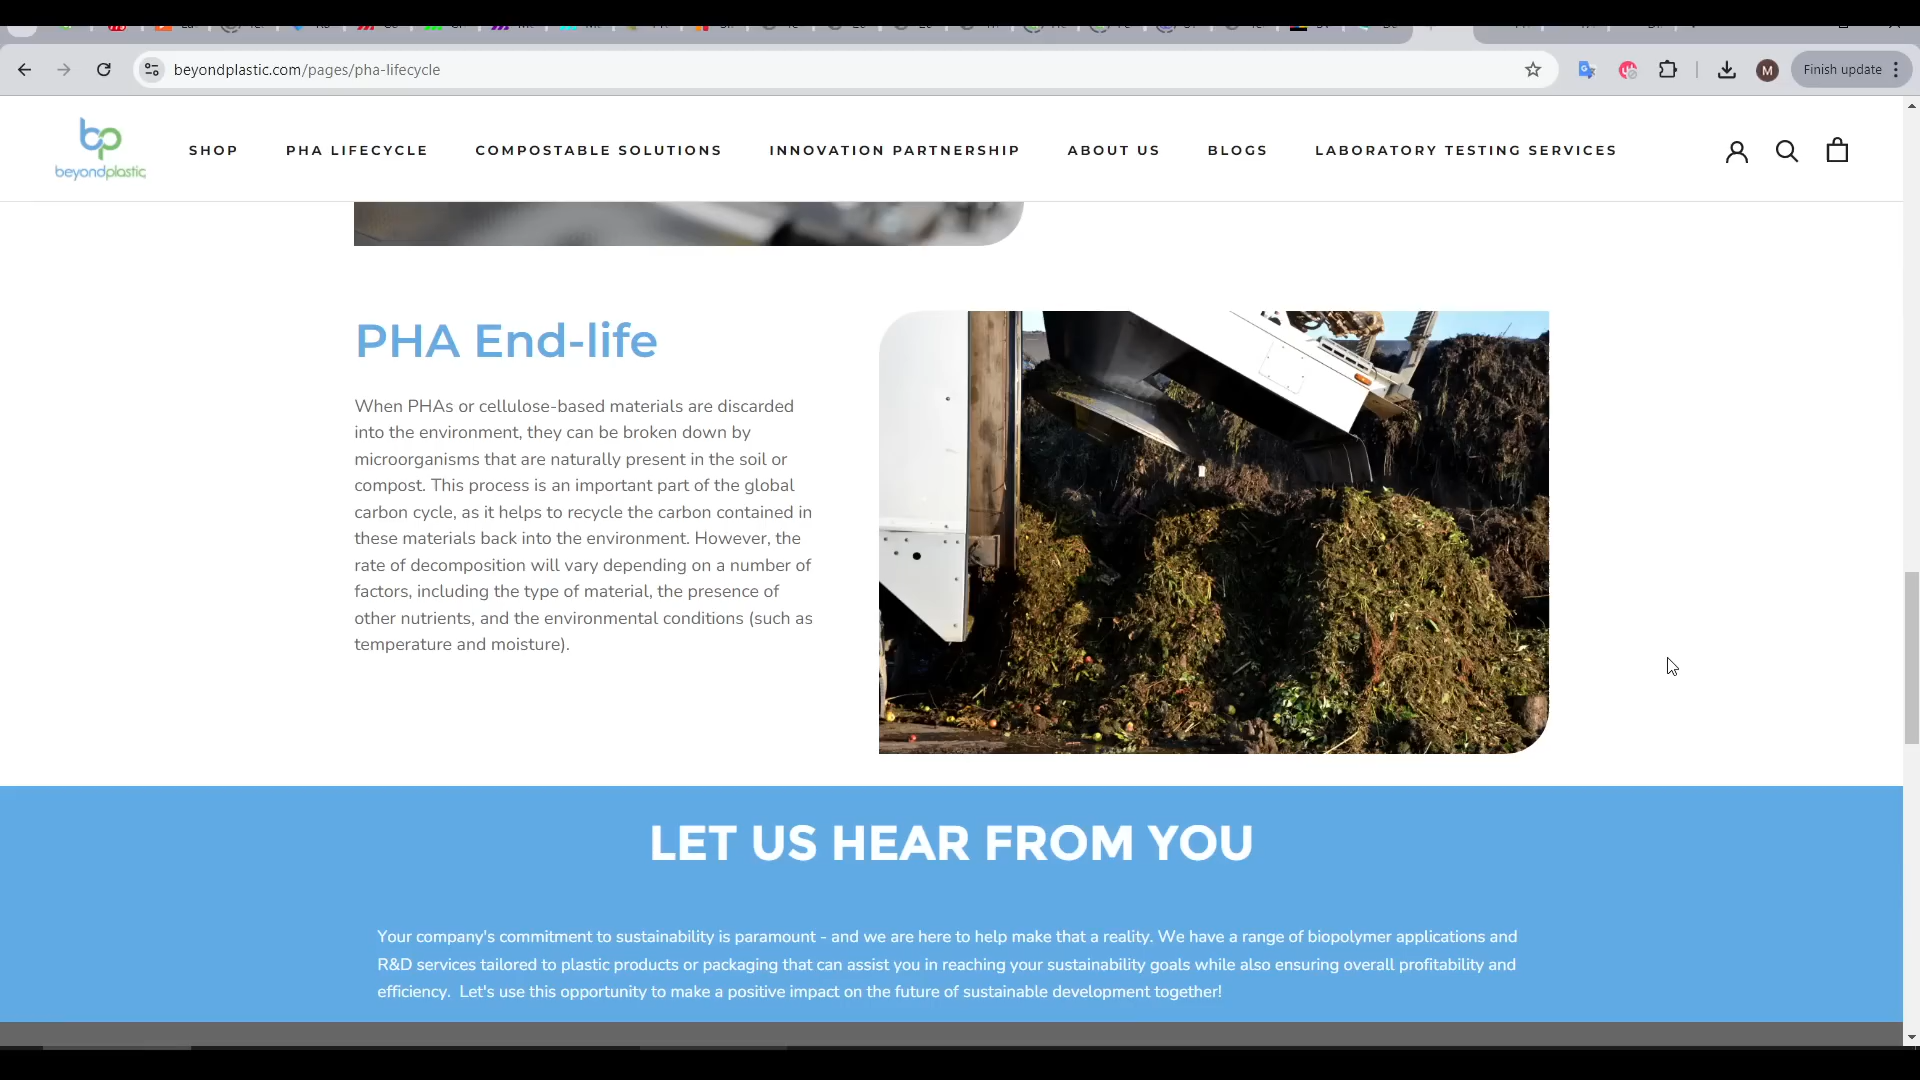 beyondplastic.com/pages/pha-lifecycle
M
Finish update
bp
beyondplastic
SHOP
PHA LIFECYCLE
COMPOSTABLE SOLUTIONS
INNOVATION PARTNERSHIP
ABOUT US
BLOGS
LABORATORY TESTING SERVICES
PHA End-life
When PHAs or cellulose-based materials are discarded
into the environment, they can be broken down by
microorganisms that are naturally present in the soil or
compost. This process is an important part of the global
carbon cycle, as it helps to recycle the carbon contained in
these materials back into the environment. However, the
rate of decomposition will vary depending on a number of
factors, including the type of material, the presence of
other nutrients, and the environmental conditions (such as
temperature and moisture).
LET US HEAR FROM YOU
Your company's commitment to sustainability is paramount - and we are here to help make that a reality. We have a range of biopolymer applications and
R&D services tailored to plastic products or packaging that can assist you in reaching your sustainability goals while also ensuring overall profitability and
efficiency.  Let's use this opportunity to make a positive impact on the future of sustainable development together!